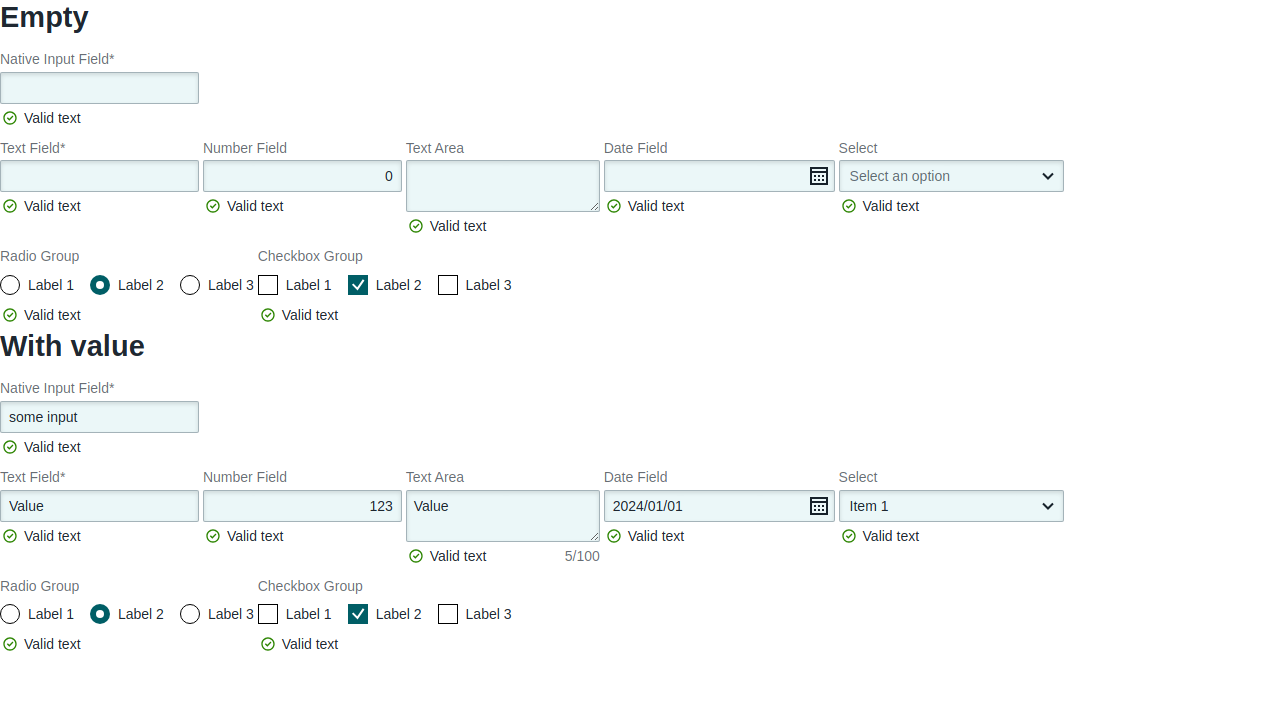 Empty
Native Input Field*
Valid text
Text Field* Number Field Text Area Date Field Select
0 Select an option
Valid text Valid text Valid text Valid text
Valid text
Radio Group Checkbox Group
Label 1 Label 2 Label 3 Label 1 Label 2 Label 3
Valid text Valid text
With value
Native Input Field*
some input
Valid text
Text Field* Number Field Text Area Date Field Select
Value 123 Value 2024/01/01 Item 1
Valid text Valid text Valid text Valid text
Valid text 5/100
Radio Group Checkbox Group
Label 1 Label 2 Label 3 Label 1 Label 2 Label 3
Valid text Valid text